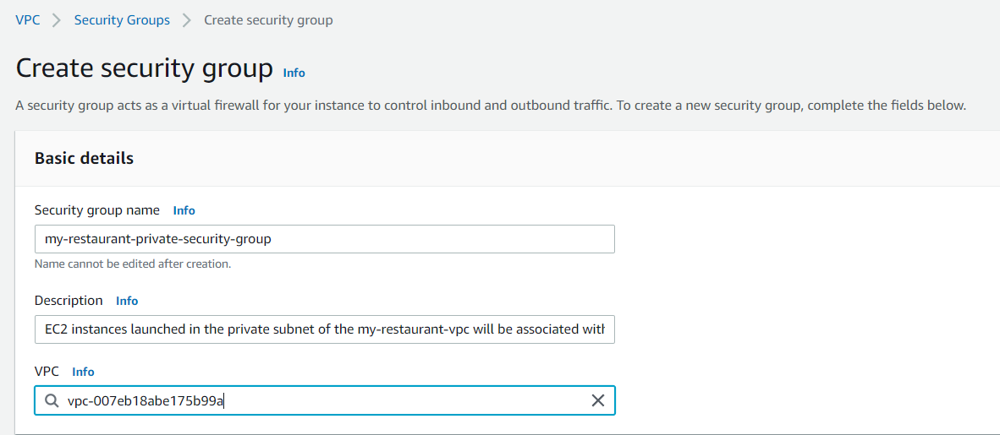 VPC > Security Groups > Create security group
Create security group Info
A security group acts as a virtual firewall for your instance to control inbound and outbound traffic. To create a new security group, complete the fields below.
Basic details
Security group name Info
my-restaurant-private-security-group
Name cannot be edited after creation.
Description Info
EC2 instances launched in the private subnet of the my-restaurant-vpc will be associated with
VPC Info
vpc-007eb18abe175b99a